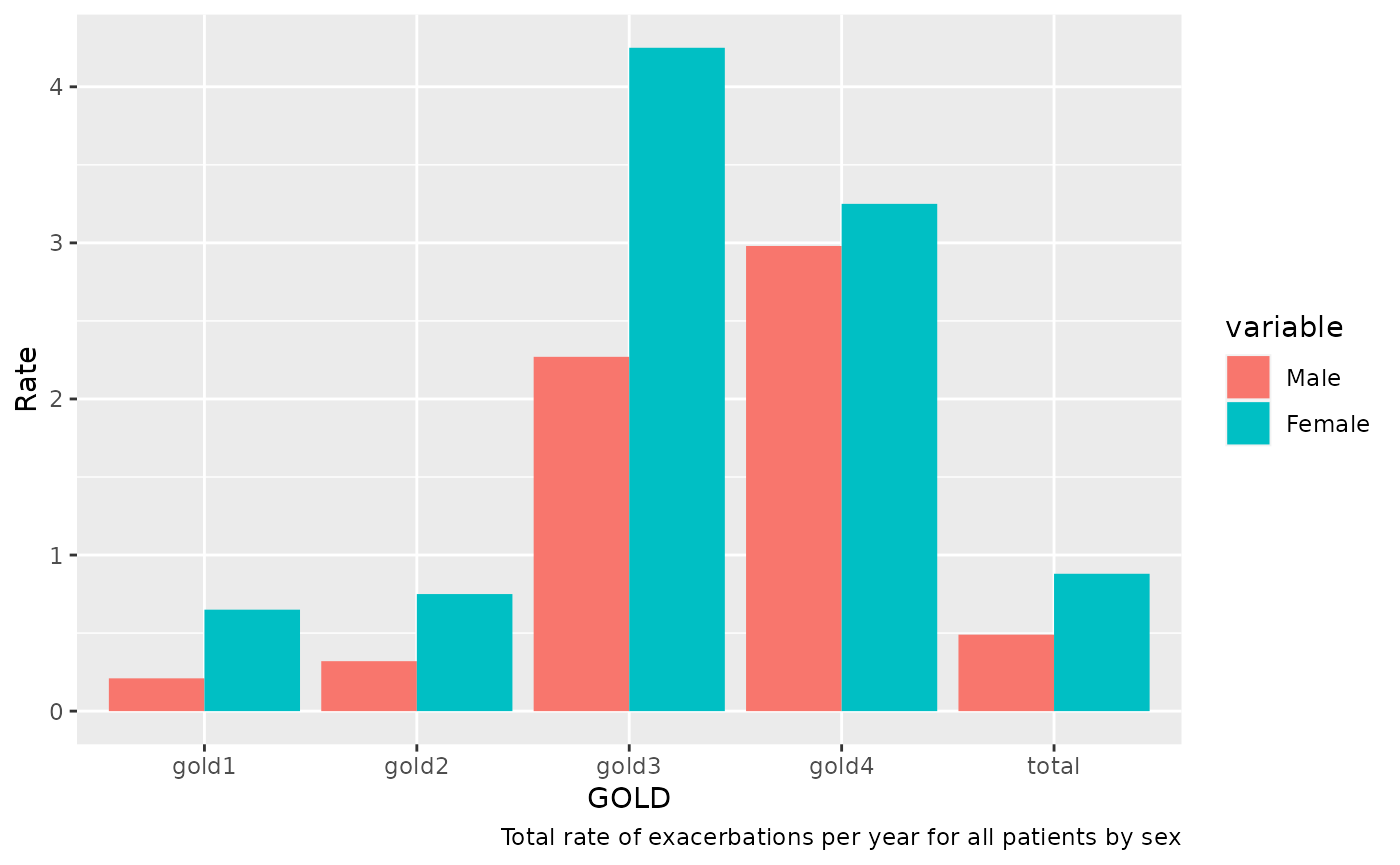 4
3
2
1
0
Rate
gold1 gold2 gold3 gold4 total
GOLD
Total rate of exacerbations per year for all patients by sex
variable
Male
Female